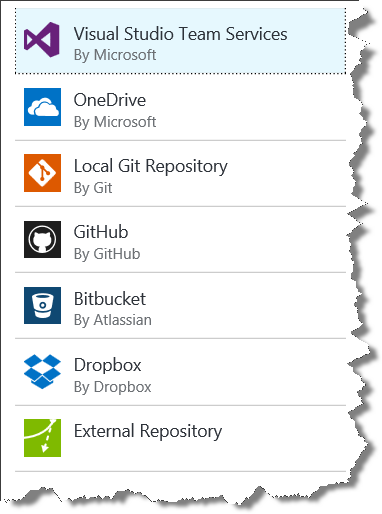 Visual Studio Team Services
By Microsoft
OneDrive
By Microsoft
Local Git Repository
By Git
GitHub
By GitHub
Bitbucket
By Atlassian
Dropbox
By Dropbox
External Repository